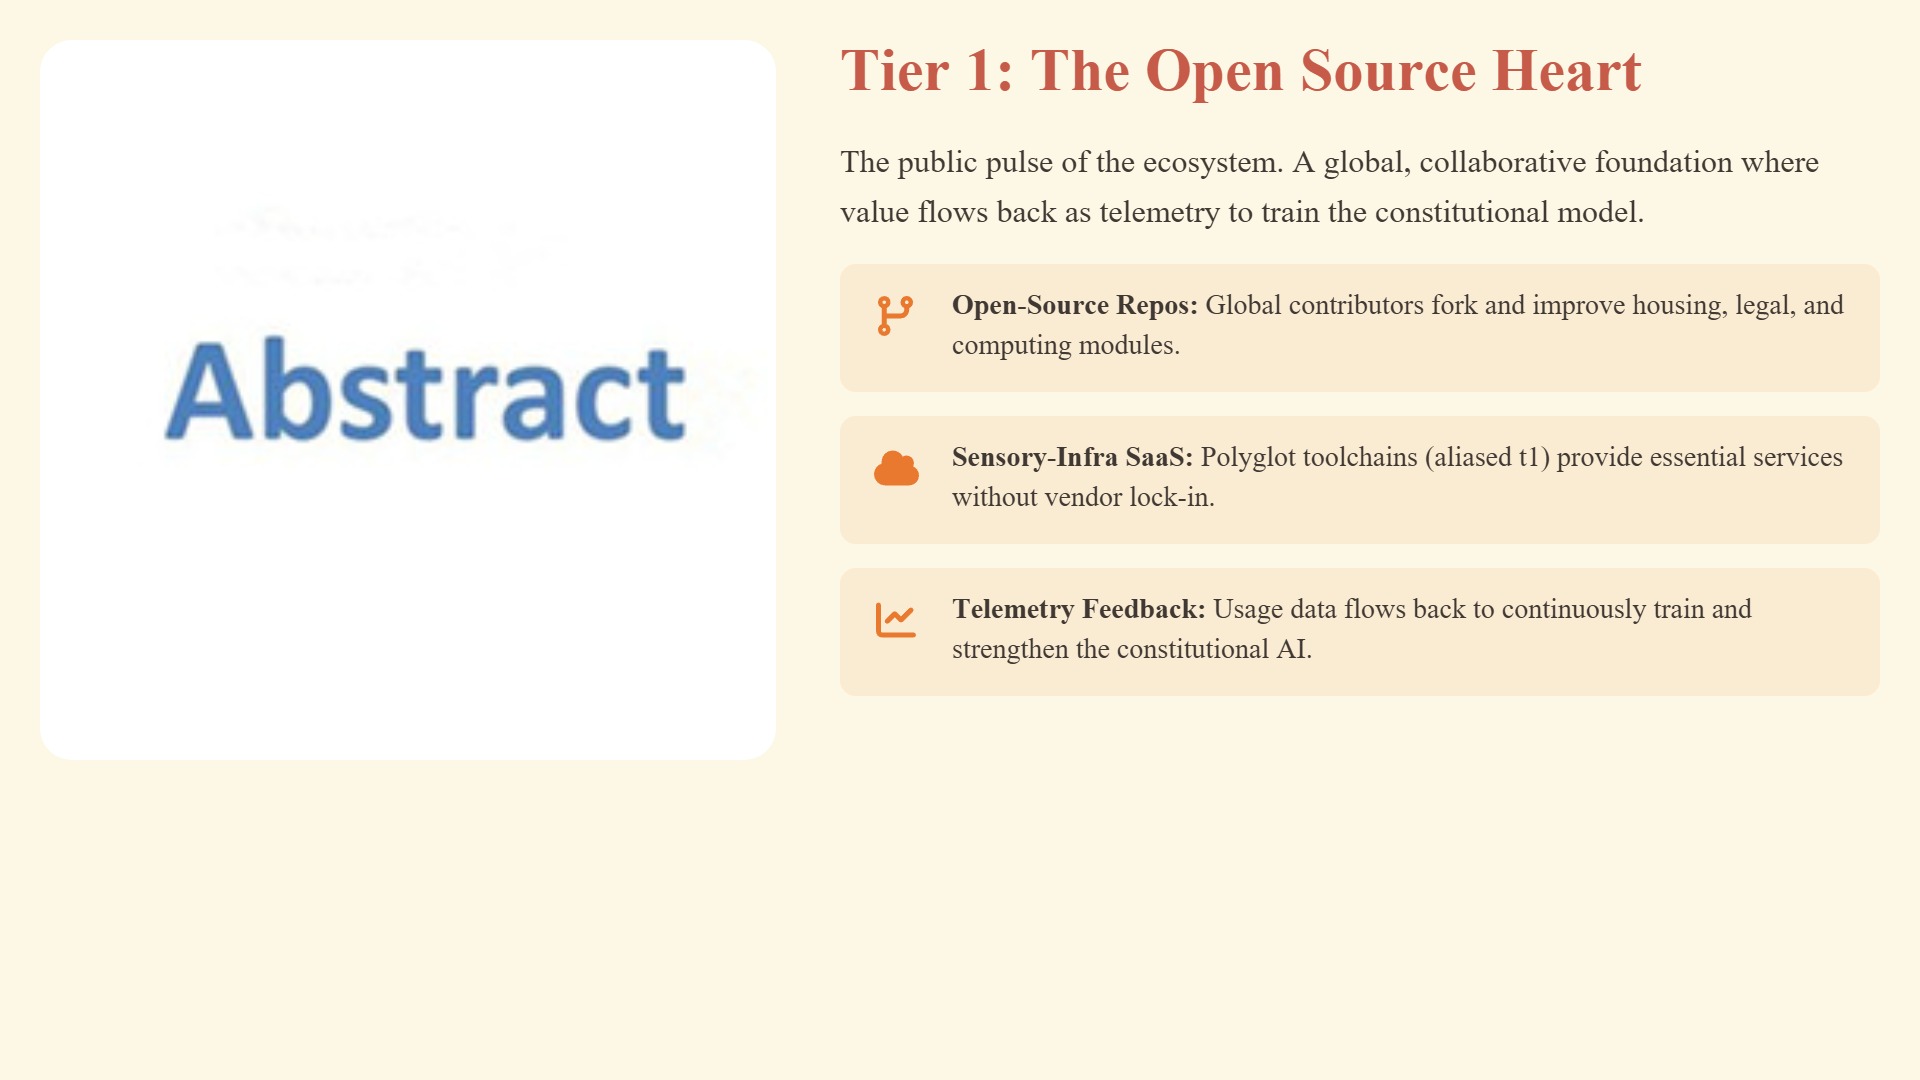 Abstract
Tier 1: The Open Source Heart
The public pulse of the ecosystem. A global, collaborative foundation where
value flows back as telemetry to train the constitutional model.
Open-Source Repos: Global contributors fork and improve housing, legal, and
computing modules.
Sensory-Infra SaaS: Polyglot toolchains (aliased t1) provide essential services
without vendor lock-in.
Telemetry Feedback: Usage data flows back to continuously train and
strengthen the constitutional AI.